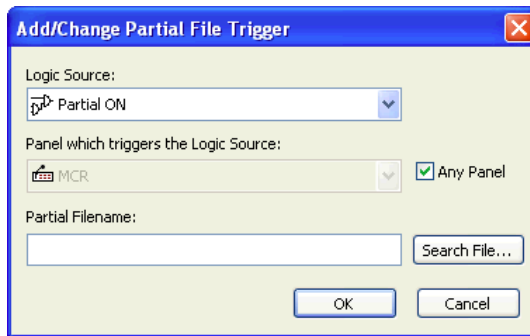 Add/Change Partial File Trigger
Logic Source:
Partial ON
Panel which triggers the Logic Source:
MCR
Any Panel
Partial Filename:
Search File...
OK
Cancel